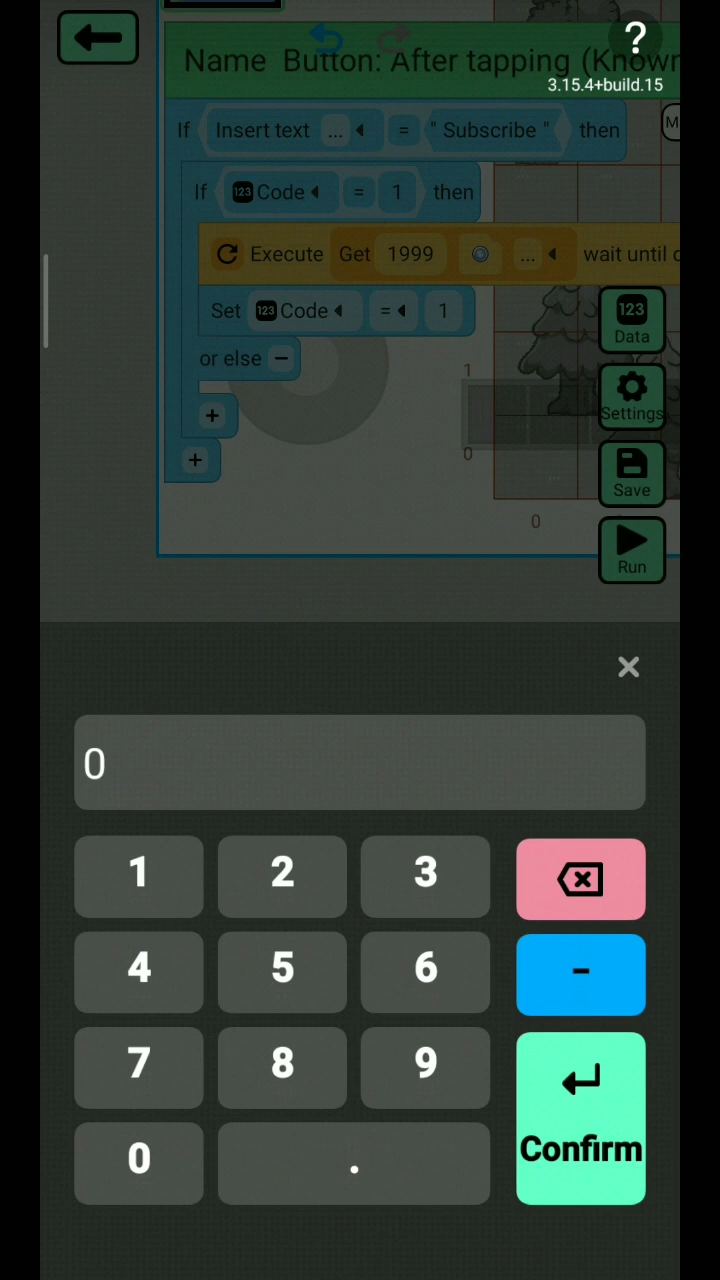 ?
Name Button: After tapping (Known
3.15.4+build.15
If Insert text ... = " Subscribe " then
M
If 123 Code = 1 then
Execute Get 1999 ... wait until
Set 123 Code = 1
or else −
+
+
1
0
0
123
Data
Settings
Save
Run
×
0
1 2 3
4 5 6 -
7 8 9
0 . Confirm